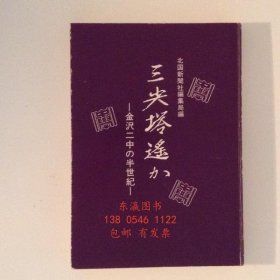 北国新聞社編集局編
三尖塔遙か
―金沢二中の半世紀―
东瀛图书
138 0546 1122
包邮 有发票